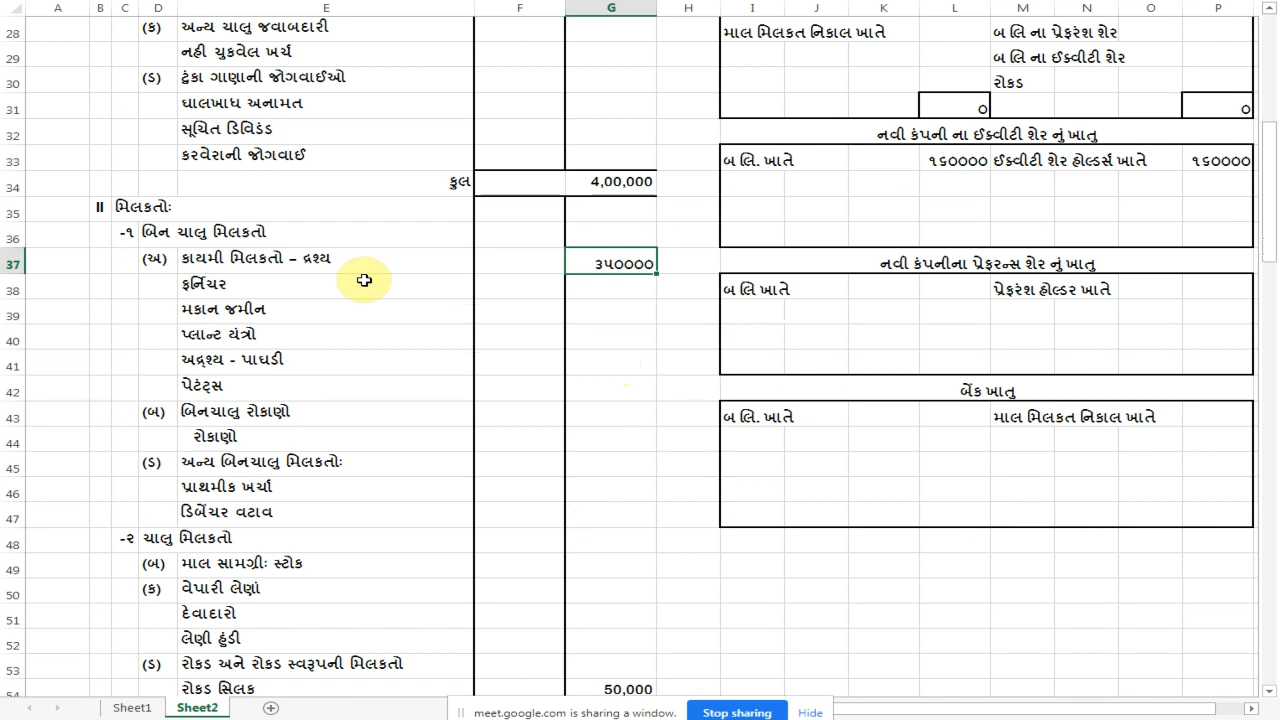 A B C D E F G H I J K L M N O P
28 (ક) અન્ય ચાલુ જવાબદારી માલ મિલકત નિકાલ ખાતે બ લિ ના પ્રેફરંશ શેર
29 નહી ચુકવેલ ખર્ચ બ લિ ના ઈક્વીટી શેર
30 (ડ) ટુંકા ગાણાની જોગવાઈઓ રોકડ
31 ઘાલખાધ અનામત ૦ ૦
32 સૂચિત ડિવિડંડ નવી કંપની ના ઈક્વીટી શેર નું ખાતુ
33 કરવેરાની જોગવાઈ બ લિ. ખાતે ૧૬૦૦૦૦ ઈક્વીટી શેર હોલ્ડર્સ ખાતે ૧૬૦૦૦૦
34 કુલ 4,00,000
35 II મિલકતોઃ
36 -૧ બિન ચાલુ મિલકતો
37 (અ) કાયમી મિલકતો – દ્રશ્ય ૩૫૦૦૦૦ નવી કંપનીના પ્રેફરન્સ શેર નું ખાતુ
38 ફર્નિચર બ લિ ખાતે પ્રેફરંશ હોલ્ડર ખાતે
39 મકાન જમીન
40 પ્લાન્ટ યંત્રો
41 અદ્રશ્ય - પાઘડી
42 પેટંટ્સ બેંક ખાતુ
43 (બ) બિનચાલુ રોકાણો બ લિ. ખાતે માલ મિલકત નિકાલ ખાતે
44 રોકાણો
45 (ડ) અન્ય બિનચાલુ મિલકતોઃ
46 પ્રાથમીક ખર્ચા
47 ડિબેંચર વટાવ
48 -૨ ચાલુ મિલકતો
49 (બ) માલ સામગ્રીઃ સ્ટોક
50 (ક) વેપારી લેણાં
51 દેવાદારો
52 લેણી હુંડી
53 (ડ) રોકડ અને રોકડ સ્વરૂપની મિલકતો
54 રોકડ સિલક 50,000
Sheet1 Sheet2 meet.google.com is sharing a window. Stop sharing Hide